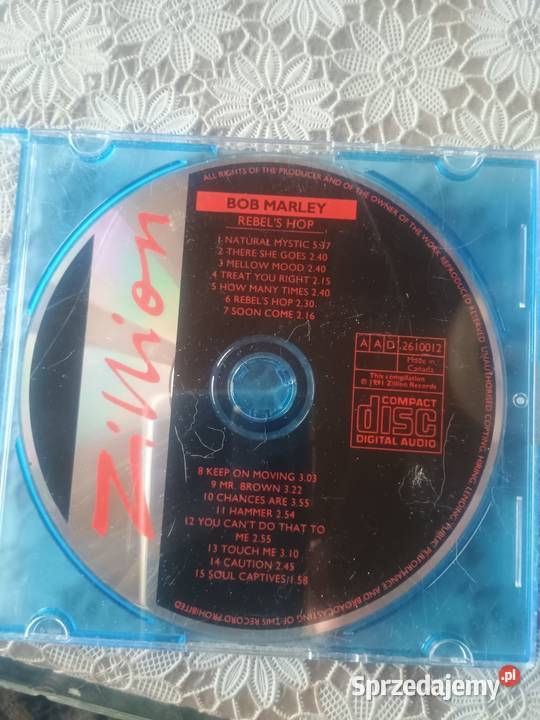 ALL RIGHTS OF THE PRODUCER AND OF THE OWNER OF THE WORK REPRODUCED RESERVED UNAUTHORISED COPYING, HIRING, LENDING, PUBLIC PERFORMANCE AND BROADCASTING OF THIS RECORD PROHIBITED
Zillion
BOB MARLEY
REBEL'S HOP
1 NATURAL MYSTIC 5:37
2 THERE SHE GOES 2.40
3 MELLOW MOOD 2.40
4 TREAT YOU RIGHT 2.15
5 HOW MANY TIMES 2.40
6 REBEL'S HOP 2.30.
7 SOON COME 2.16
A A D 2610012
Made in
Canada
This compilation
© 1991 Zillion Records
COMPACT
disc
DIGITAL AUDIO
8 KEEP ON MOVING 3.03
9 MR. BROWN 3.22
10 CHANCES ARE 3.55
11 HAMMER 2.54
12 YOU CAN'T DO THAT TO
ME 2.55
13 TOUCH ME 3.10
14 CAUTION 2.45
15 SOUL CAPTIVES 1.58
Sprzedajemy.pl